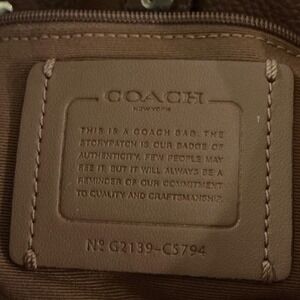 COACH
NEW YORK
THIS IS A COACH BAG. THE
STORYPATCH IS OUR BADGE OF
AUTHENTICITY. FEW PEOPLE MAY
SEE IT BUT IT WILL ALWAYS BE A
REMINDER OF OUR COMMITMENT
TO QUALITY AND CRAFTSMANSHIP.
Nº G2139-C5794